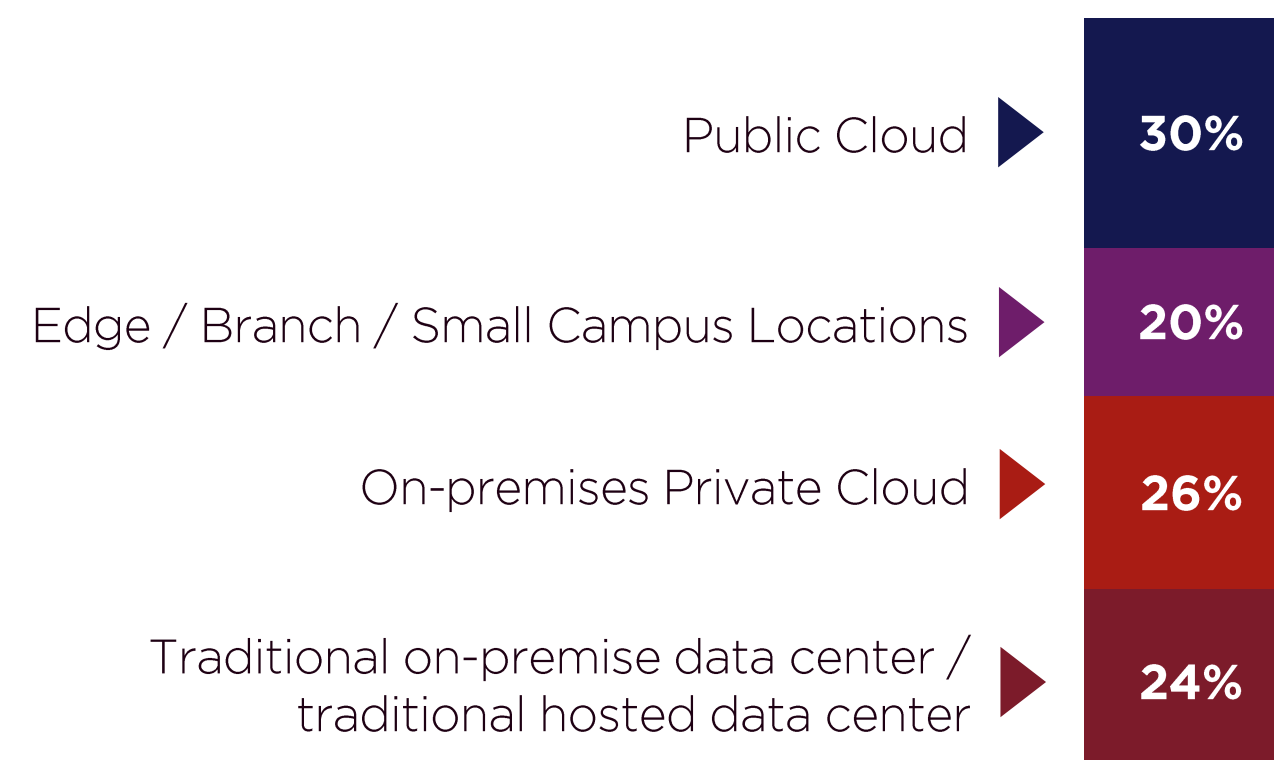 Public Cloud 30%
Edge / Branch / Small Campus Locations 20%
On-premises Private Cloud 26%
Traditional on-premise data center /
traditional hosted data center 24%